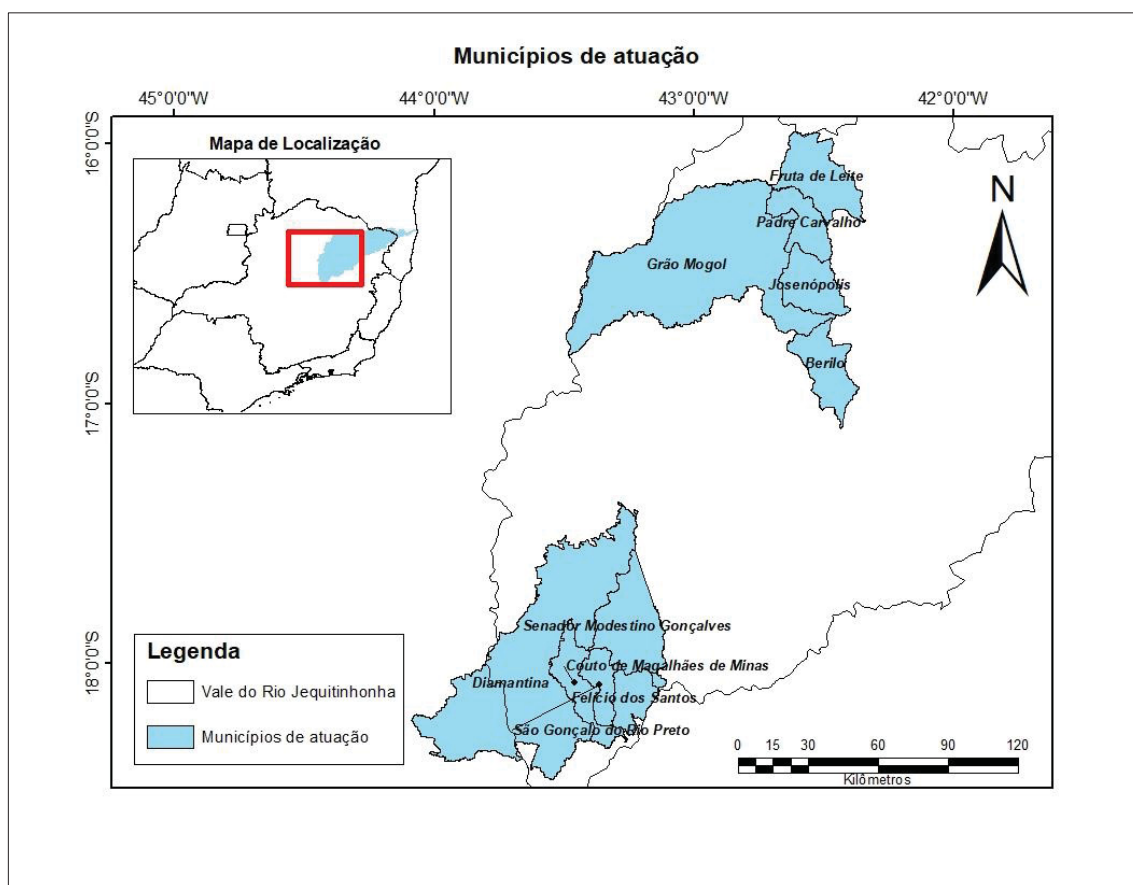 Municípios de atuação
45°0'0"W
44°0'0"W
43°0'0"W
42°0'0"W
16°0'0"S
17°0'0"S
18°0'0"S
Mapa de Localização
N
Fruta de Leite
Padre Carvalho
Grão Mogol
Josenópolis
Berilo
Senador Modestino Gonçalves
Couto de Magalhães de Minas
Diamantina
Felício dos Santos
São Gonçalo do Rio Preto
Legenda
Vale do Rio Jequitinhonha
Municípios de atuação
0 15 30 60 90 120
Kilômetros